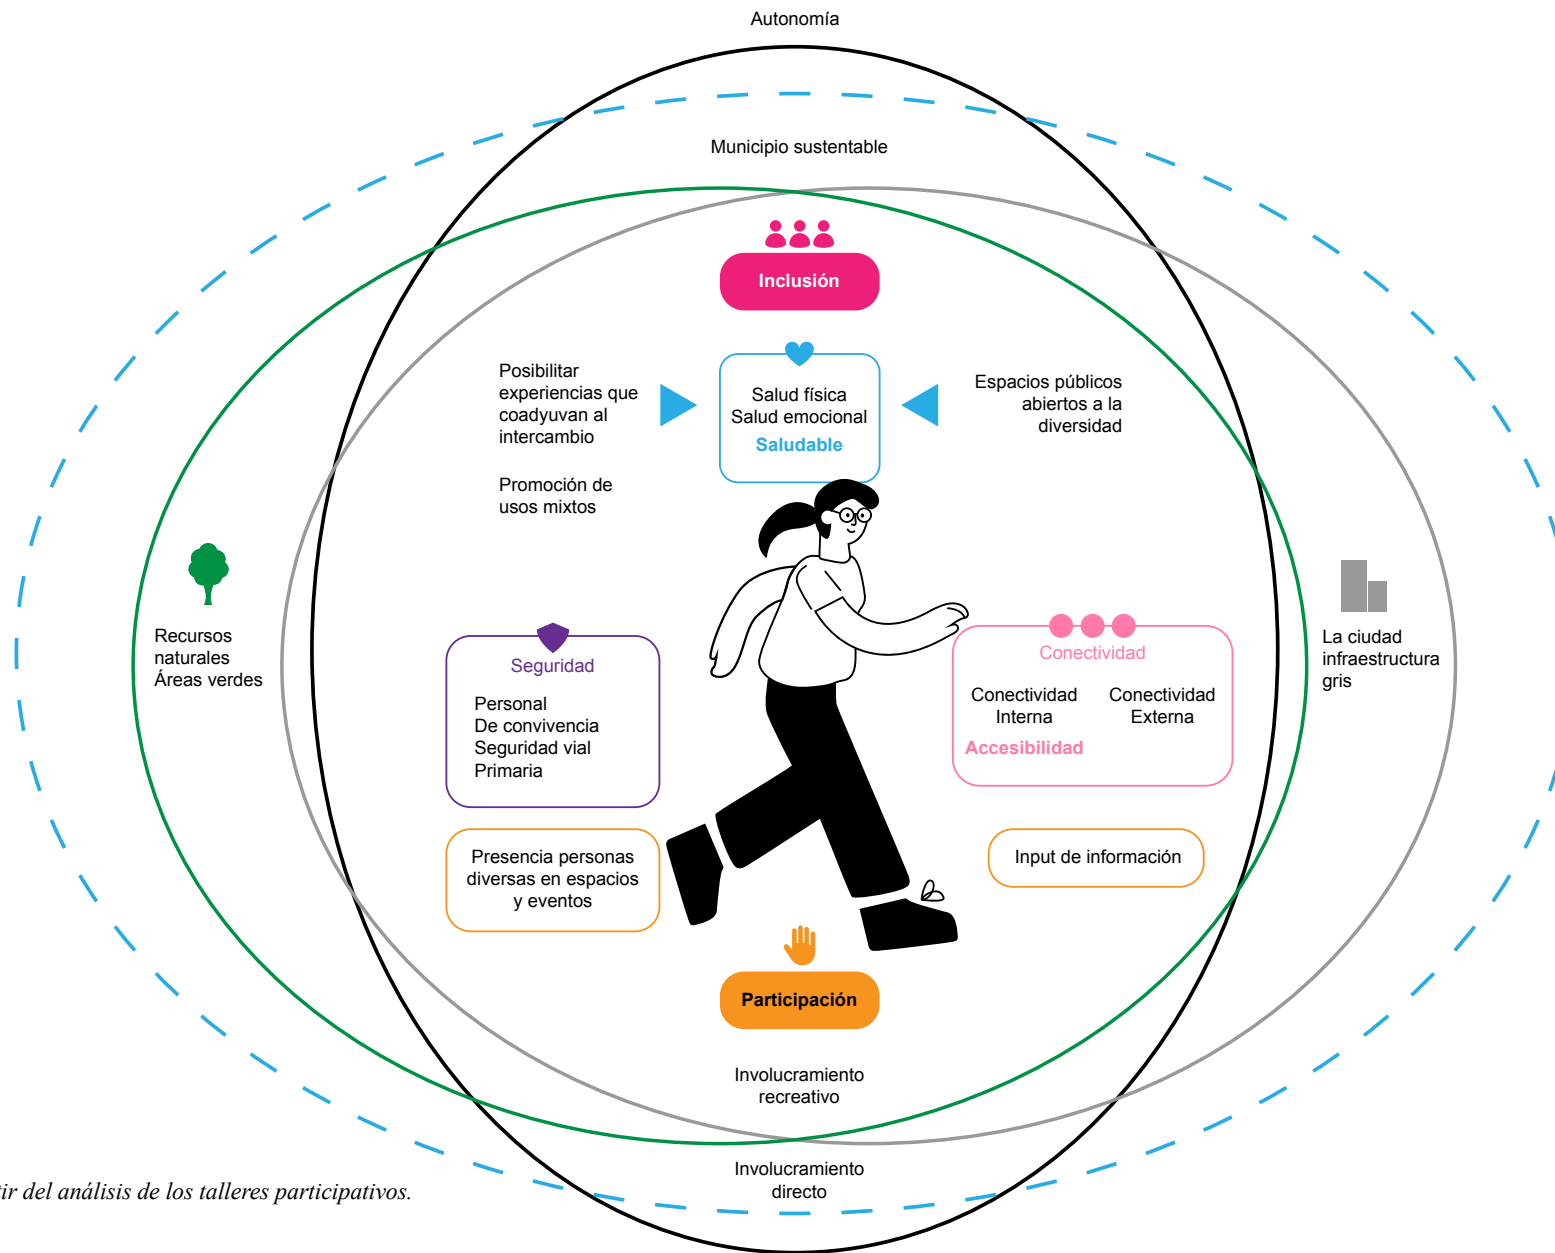 Autonomía
Municipio sustentable
Inclusión
Posibilitar
experiencias que
coadyuvan al
intercambio
Promoción de
usos mixtos
Salud física
Salud emocional
Saludable
Espacios públicos
abiertos a la
diversidad
Recursos
naturales
Áreas verdes
Seguridad
Personal
De convivencia
Seguridad vial
Primaria
Conectividad
Conectividad
Interna
Conectividad
Externa
Accesibilidad
La ciudad
infraestructura
gris
Presencia personas
diversas en espacios
y eventos
Input de información
Participación
Involucramiento
recreativo
Involucramiento
directo
del análisis de los talleres participativos.